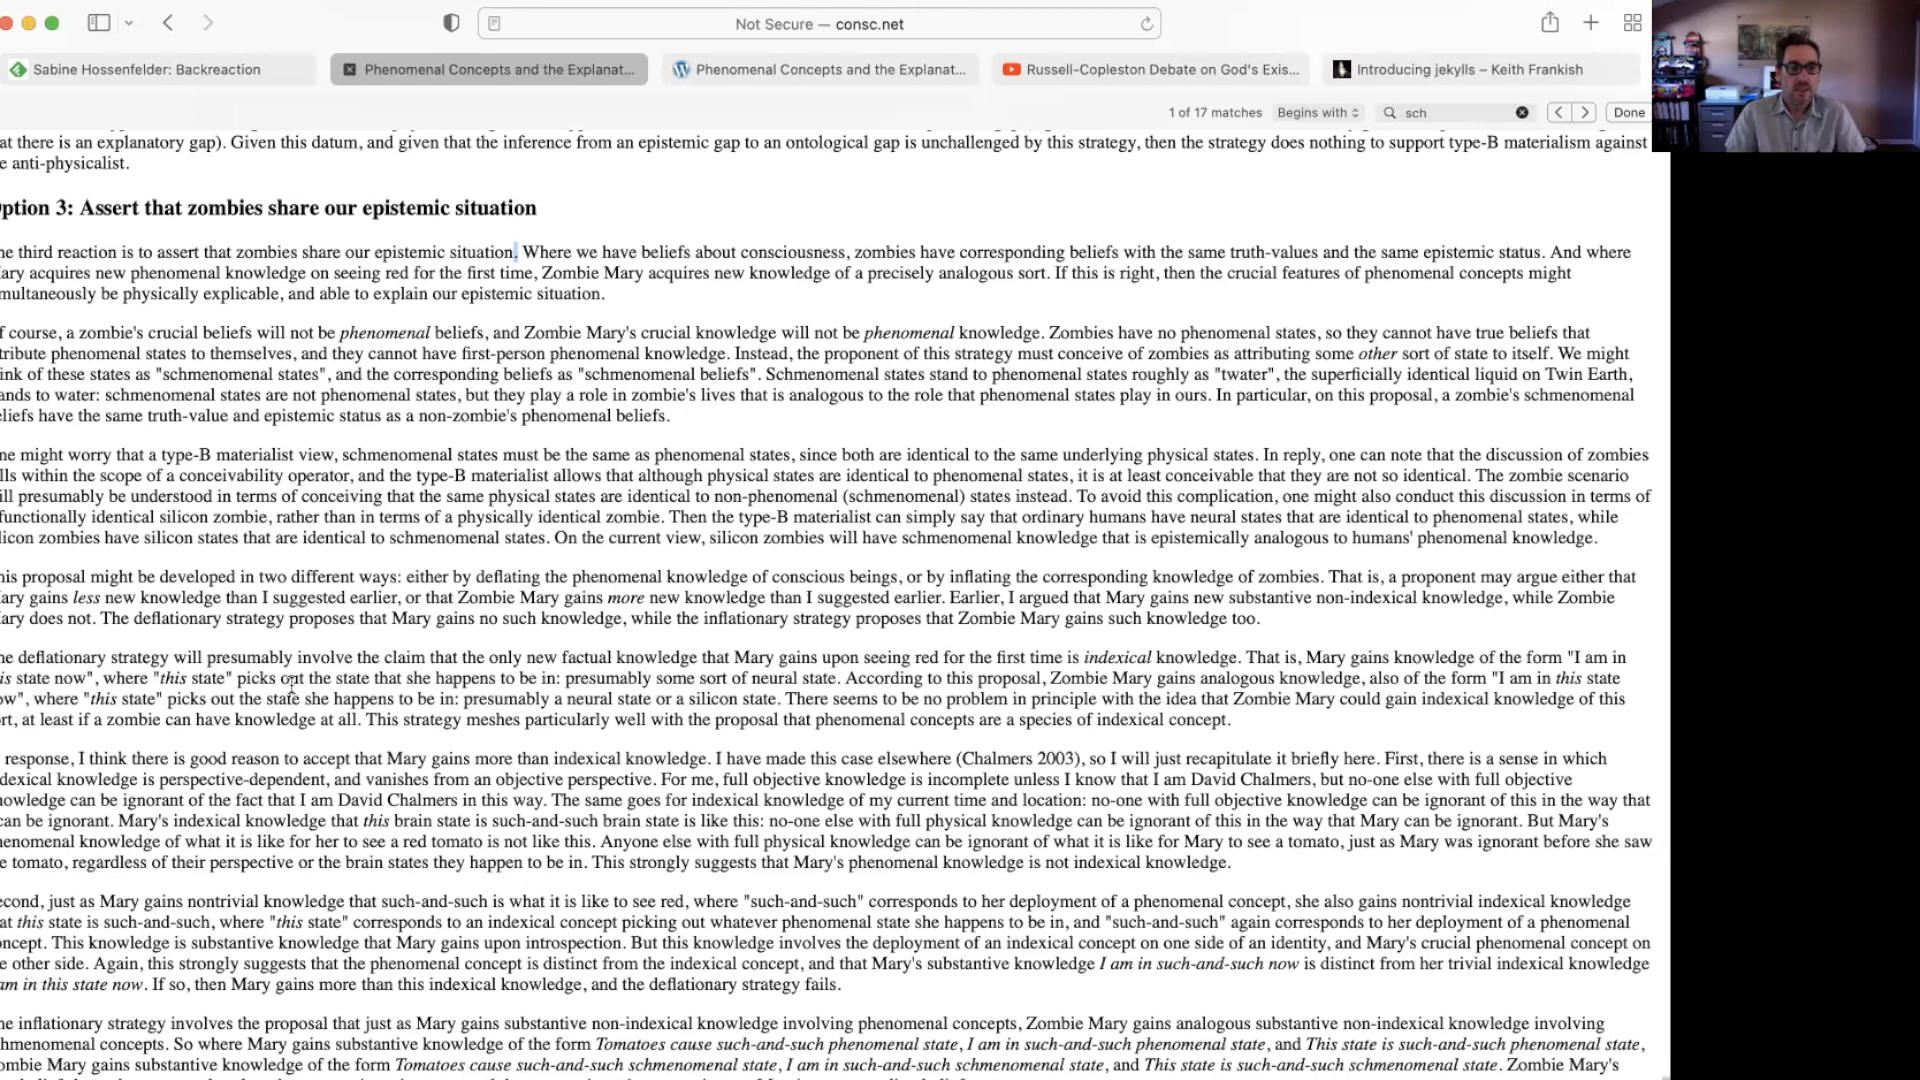 Not Secure — consc.net
Sabine Hossenfelder: Backreaction
Phenomenal Concepts and the Explanat...
Phenomenal Concepts and the Explanat...
Russell-Copleston Debate on God's Exis...
Introducing jekylls – Keith Frankish
1 of 17 matches
Begins with
sch
Done
at there is an explanatory gap). Given this datum, and given that the inference from an epistemic gap to an ontological gap is unchallenged by this strategy, then the strategy does nothing to support type-B materialism against
e anti-physicalist.
ption 3: Assert that zombies share our epistemic situation
he third reaction is to assert that zombies share our epistemic situation. Where we have beliefs about consciousness, zombies have corresponding beliefs with the same truth-values and the same epistemic status. And where
ary acquires new phenomenal knowledge on seeing red for the first time, Zombie Mary acquires new knowledge of a precisely analogous sort. If this is right, then the crucial features of phenomenal concepts might
multaneously be physically explicable, and able to explain our epistemic situation.
f course, a zombie's crucial beliefs will not be phenomenal beliefs, and Zombie Mary's crucial knowledge will not be phenomenal knowledge. Zombies have no phenomenal states, so they cannot have true beliefs that
tribute phenomenal states to themselves, and they cannot have first-person phenomenal knowledge. Instead, the proponent of this strategy must conceive of zombies as attributing some other sort of state to itself. We might
ink of these states as "schmenomenal states", and the corresponding beliefs as "schmenomenal beliefs". Schmenomenal states stand to phenomenal states roughly as "twater", the superficially identical liquid on Twin Earth,
ands to water: schmenomenal states are not phenomenal states, but they play a role in zombie's lives that is analogous to the role that phenomenal states play in ours. In particular, on this proposal, a zombie's schmenomenal
eliefs have the same truth-value and epistemic status as a non-zombie's phenomenal beliefs.
ne might worry that a type-B materialist view, schmenomenal states must be the same as phenomenal states, since both are identical to the same underlying physical states. In reply, one can note that the discussion of zombies
lls within the scope of a conceivability operator, and the type-B materialist allows that although physical states are identical to phenomenal states, it is at least conceivable that they are not so identical. The zombie scenario
ill presumably be understood in terms of conceiving that the same physical states are identical to non-phenomenal (schmenomenal) states instead. To avoid this complication, one might also conduct this discussion in terms of
functionally identical silicon zombie, rather than in terms of a physically identical zombie. Then the type-B materialist can simply say that ordinary humans have neural states that are identical to phenomenal states, while
licon zombies have silicon states that are identical to schmenomenal states. On the current view, silicon zombies will have schmenomenal knowledge that is epistemically analogous to humans' phenomenal knowledge.
his proposal might be developed in two different ways: either by deflating the phenomenal knowledge of conscious beings, or by inflating the corresponding knowledge of zombies. That is, a proponent may argue either that
ary gains less new knowledge than I suggested earlier, or that Zombie Mary gains more new knowledge than I suggested earlier. Earlier, I argued that Mary gains new substantive non-indexical knowledge, while Zombie
ary does not. The deflationary strategy proposes that Mary gains no such knowledge, while the inflationary strategy proposes that Zombie Mary gains such knowledge too.
he deflationary strategy will presumably involve the claim that the only new factual knowledge that Mary gains upon seeing red for the first time is indexical knowledge. That is, Mary gains knowledge of the form "I am in
is state now", where "this state" picks out the state that she happens to be in: presumably some sort of neural state. According to this proposal, Zombie Mary gains analogous knowledge, also of the form "I am in this state
ow", where "this state" picks out the state she happens to be in: presumably a neural state or a silicon state. There seems to be no problem in principle with the idea that Zombie Mary could gain indexical knowledge of this
rt, at least if a zombie can have knowledge at all. This strategy meshes particularly well with the proposal that phenomenal concepts are a species of indexical concept.
response, I think there is good reason to accept that Mary gains more than indexical knowledge. I have made this case elsewhere (Chalmers 2003), so I will just recapitulate it briefly here. First, there is a sense in which
dexical knowledge is perspective-dependent, and vanishes from an objective perspective. For me, full objective knowledge is incomplete unless I know that I am David Chalmers, but no-one else with full objective
nowledge can be ignorant of the fact that I am David Chalmers in this way. The same goes for indexical knowledge of my current time and location: no-one with full objective knowledge can be ignorant of this in the way that
can be ignorant. Mary's indexical knowledge that this brain state is such-and-such brain state is like this: no-one else with full physical knowledge can be ignorant of this in the way that Mary can be ignorant. But Mary's
henomenal knowledge of what it is like for her to see a red tomato is not like this. Anyone else with full physical knowledge can be ignorant of what it is like for Mary to see a tomato, just as Mary was ignorant before she saw
e tomato, regardless of their perspective or the brain states they happen to be in. This strongly suggests that Mary's phenomenal knowledge is not indexical knowledge.
econd, just as Mary gains nontrivial knowledge that such-and-such is what it is like to see red, where "such-and-such" corresponds to her deployment of a phenomenal concept, she also gains nontrivial indexical knowledge
at this state is such-and-such, where "this state" corresponds to an indexical concept picking out whatever phenomenal state she happens to be in, and "such-and-such" again corresponds to her deployment of a phenomenal
oncept. This knowledge is substantive knowledge that Mary gains upon introspection. But this knowledge involves the deployment of an indexical concept on one side of an identity, and Mary's crucial phenomenal concept on
e other side. Again, this strongly suggests that the phenomenal concept is distinct from the indexical concept, and that Mary's substantive knowledge I am in such-and-such now is distinct from her trivial indexical knowledge
am in this state now. If so, then Mary gains more than this indexical knowledge, and the deflationary strategy fails.
he inflationary strategy involves the proposal that just as Mary gains substantive non-indexical knowledge involving phenomenal concepts, Zombie Mary gains analogous substantive non-indexical knowledge involving
hmenomenal concepts. So where Mary gains substantive knowledge of the form Tomatoes cause such-and-such phenomenal state, I am in such-and-such phenomenal state, and This state is such-and-such phenomenal state,
ombie Mary gains substantive knowledge of the form Tomatoes cause such-and-such schmenomenal state, I am in such-and-such schmenomenal state, and This state is such-and-such schmenomenal state. Zombie Mary's